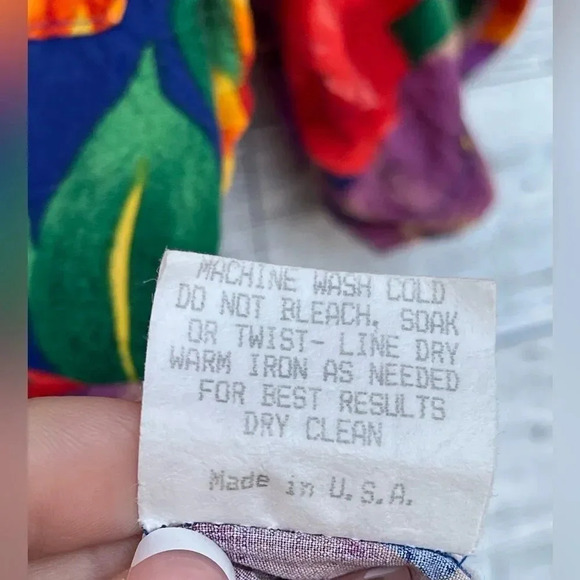 MACHINE WASH COLD
DO NOT BLEACH, SOAK
OR TWIST- LINE DRY
WARM IRON AS NEEDED
FOR BEST RESULTS
DRY CLEAN
Made in U.S.A.